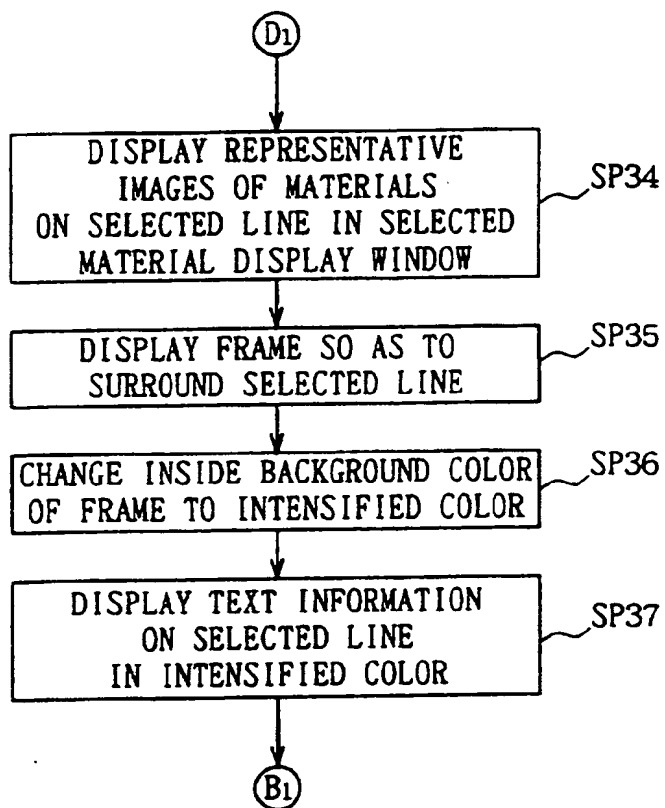 D1
DISPLAY REPRESENTATIVE
IMAGES OF MATERIALS
ON SELECTED LINE IN SELECTED
MATERIAL DISPLAY WINDOW
SP34
DISPLAY FRAME SO AS TO
SURROUND SELECTED LINE
SP35
CHANGE INSIDE BACKGROUND COLOR
OF FRAME TO INTENSIFIED COLOR
SP36
DISPLAY TEXT INFORMATION
ON SELECTED LINE
IN INTENSIFIED COLOR
SP37
B1